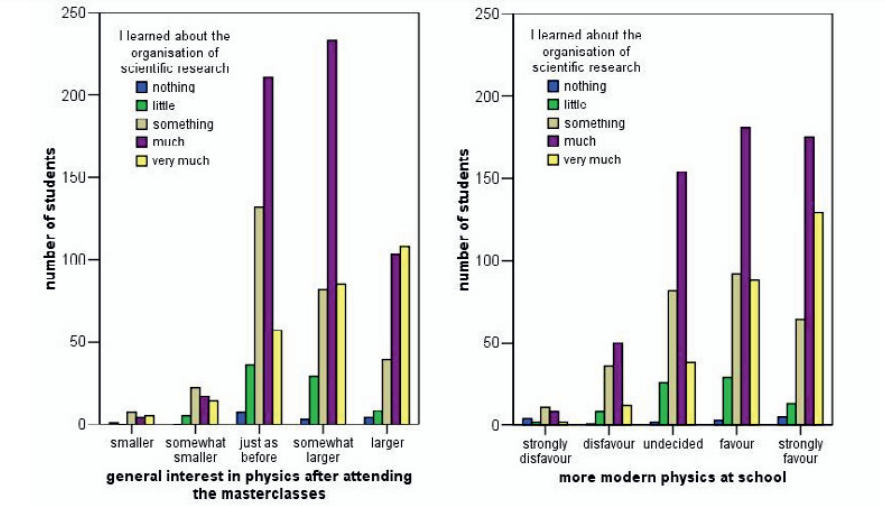 250
200
150
100
50
0
number of students
I learned about the
organisation of
scientific research
nothing
little
something
much
very much
smaller
somewhat
smaller
just as
before
somewhat
larger
larger
general interest in physics after attending
the masterclasses
250
200
150
100
50
0
number of students
I learned about the
organisation of
scientific research
nothing
little
something
much
very much
strongly
disfavour
disfavour
undecided
favour
strongly
favour
more modern physics at school